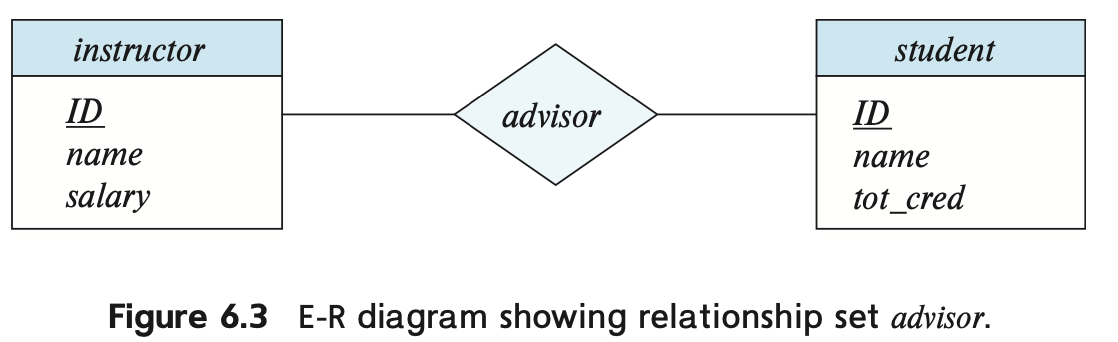 instructor
ID
name
salary
advisor
student
ID
name
tot_cred
Figure 6.3 E-R diagram showing relationship set advisor.